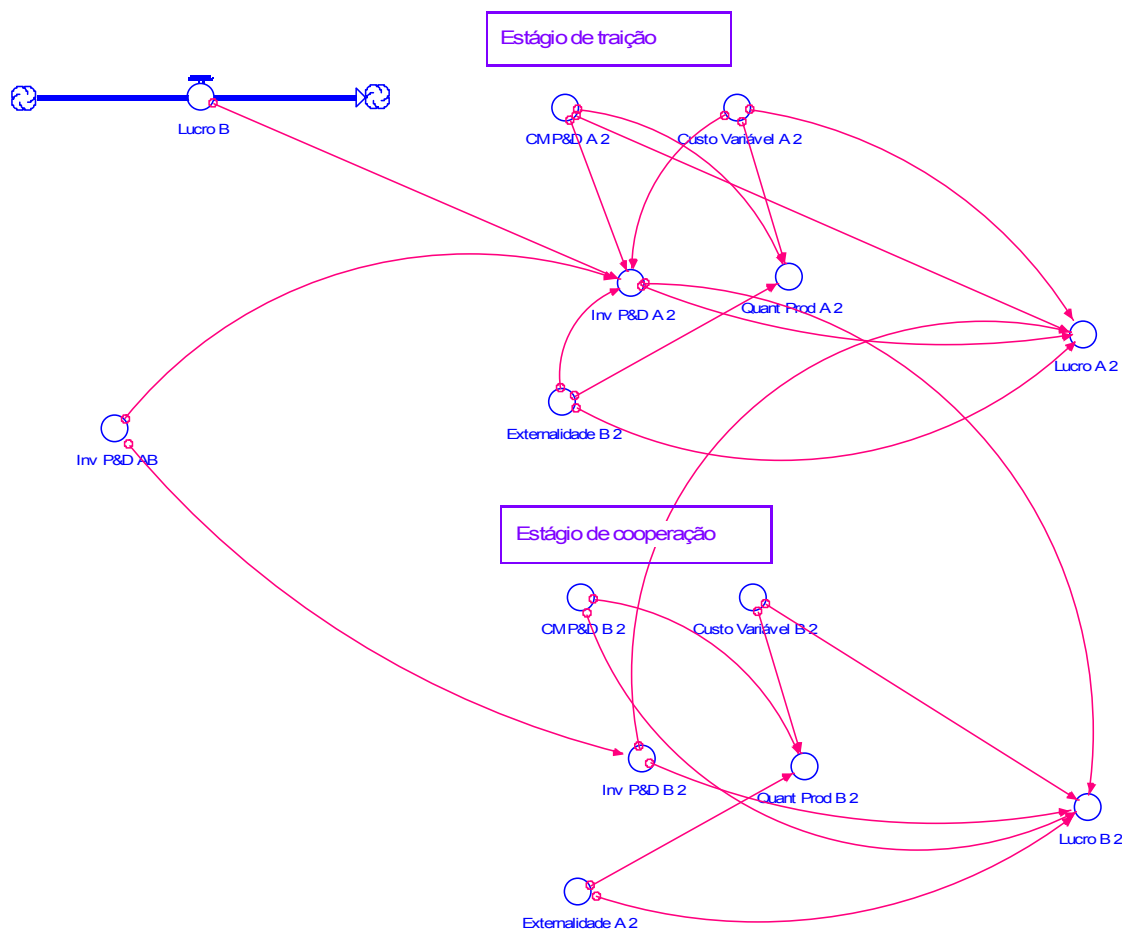 Estágio de traição
Lucro B
CM P&D A 2
Custo Variável A 2
Inv P&D A 2
Quant Prod A 2
Lucro A 2
Externalidade B 2
Inv P&D AB
Estágio de cooperação
CM P&D B 2
Custo Variável B 2
Inv P&D B 2
Quant Prod B 2
Lucro B 2
Externalidade A 2